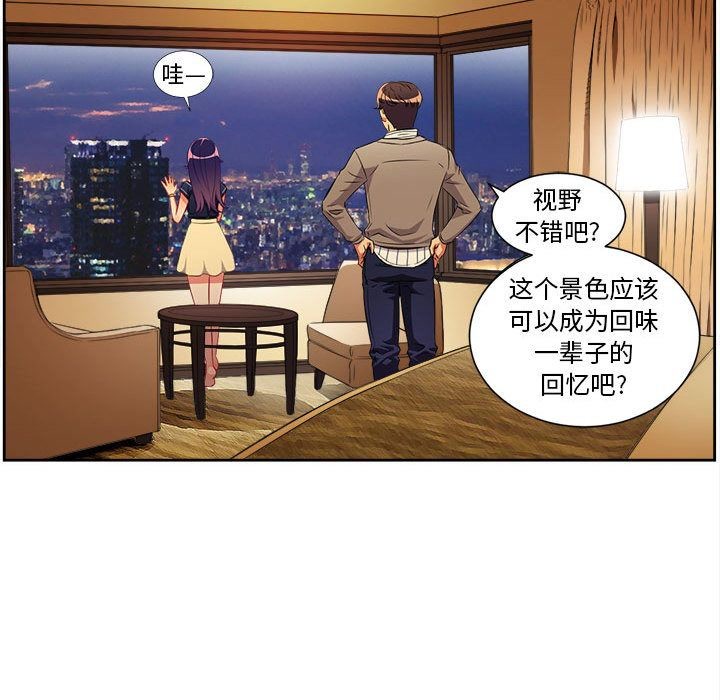 哇—
视野
不错吧?
这个景色应该
可以成为回味
一辈子的
回忆吧?